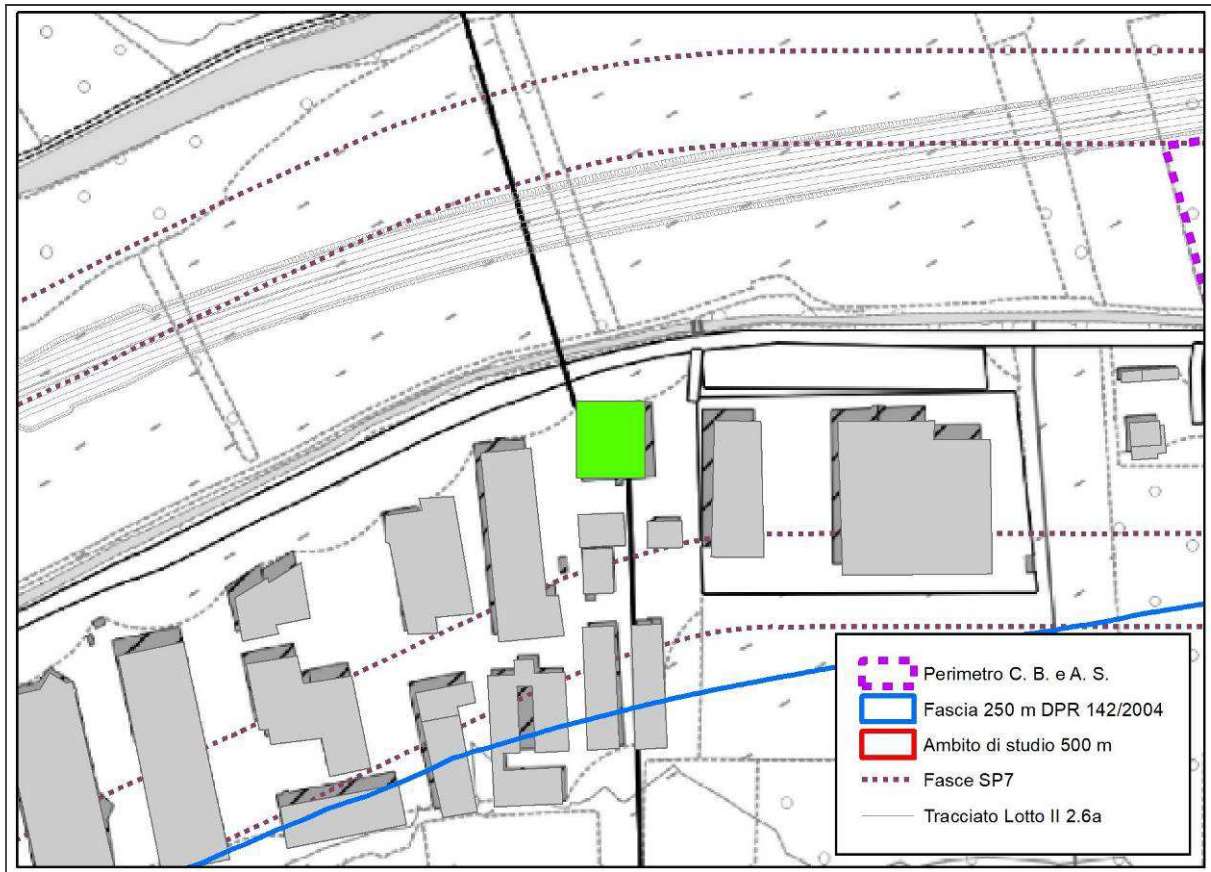 Perimetro C. B. e A. S.
Fascia 250 m DPR 142/2004
Ambito di studio 500 m
Fasce SP7
Tracciato Lotto II 2.6a